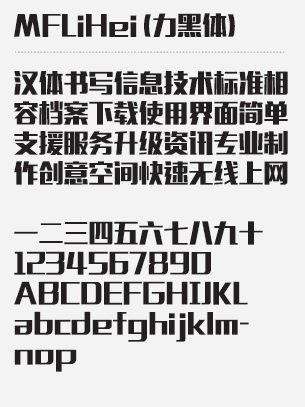 MFLiHei (力黑体)
汉体书写信息技术标准相
容档案下载使用界面简单
支援服务升级资讯专业制
作创意空间快速无线上网
一二三四五六七八九十
1234567890
ABCDEFGHIJKL
abcdefghijklm-
nop